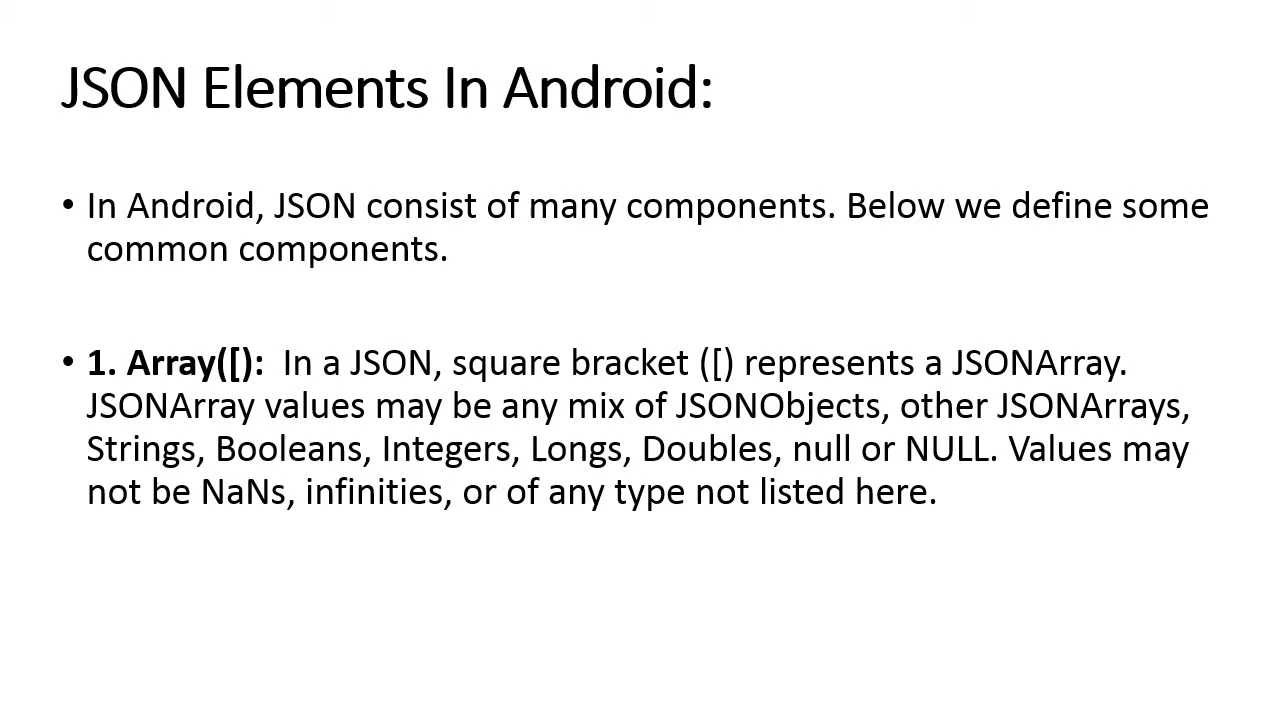 JSON Elements In Android:
• In Android, JSON consist of many components. Below we define some
common components.
• 1. Array([):  In a JSON, square bracket ([) represents a JSONArray.
JSONArray values may be any mix of JSONObjects, other JSONArrays,
Strings, Booleans, Integers, Longs, Doubles, null or NULL. Values may
not be NaNs, infinities, or of any type not listed here.